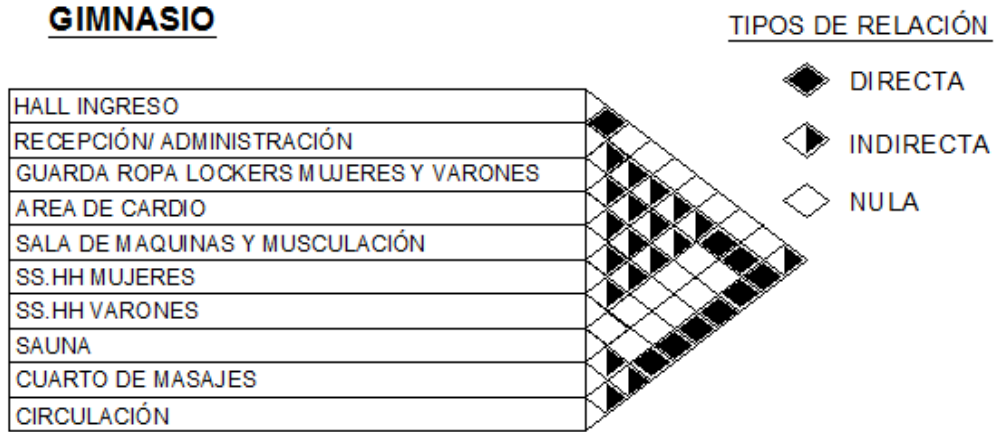 GIMNASIO
TIPOS DE RELACIÓN
DIRECTA
INDIRECTA
NULA
HALL INGRESO
RECEPCIÓN/ ADMINISTRACIÓN
GUARDA ROPA LOCKERS MUJERES Y VARONES
AREA DE CARDIO
SALA DE MAQUINAS Y MUSCULACIÓN
SS.HH MUJERES
SS.HH VARONES
SAUNA
CUARTO DE MASAJES
CIRCULACIÓN